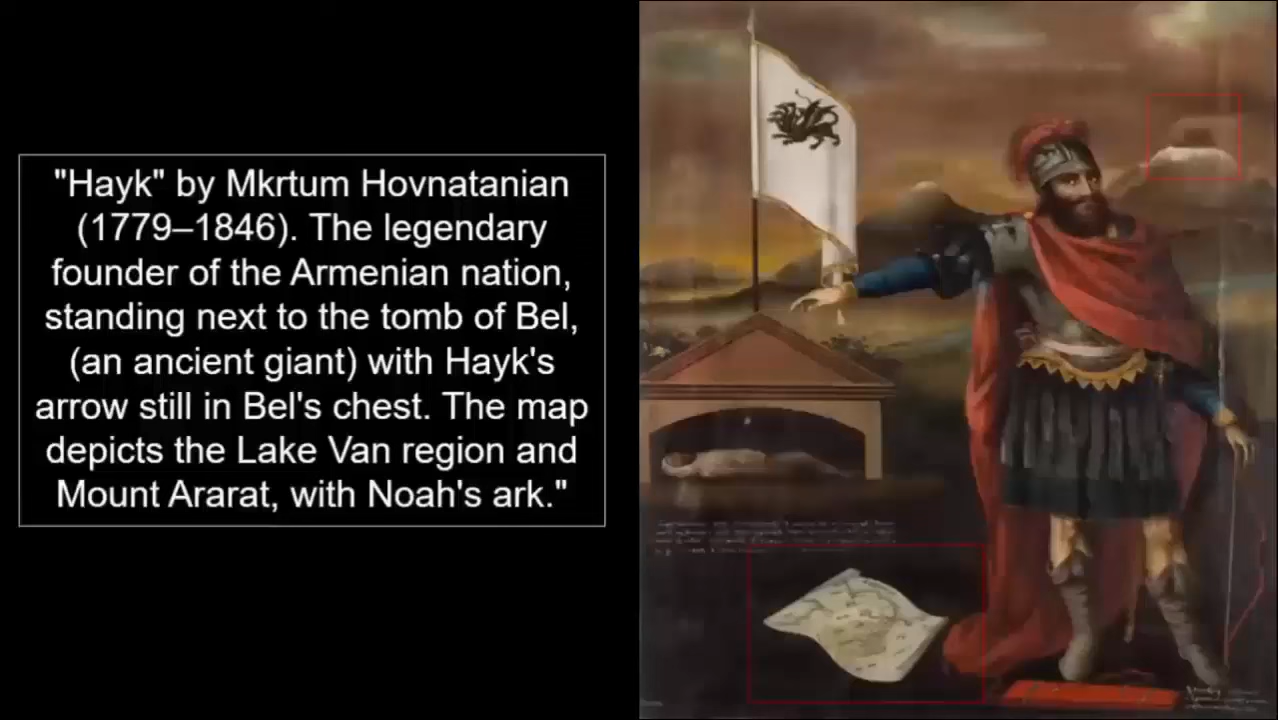 "Hayk" by Mkrtum Hovnatanian
(1779–1846). The legendary
founder of the Armenian nation,
standing next to the tomb of Bel,
(an ancient giant) with Hayk's
arrow still in Bel's chest. The map
depicts the Lake Van region and
Mount Ararat, with Noah's ark."